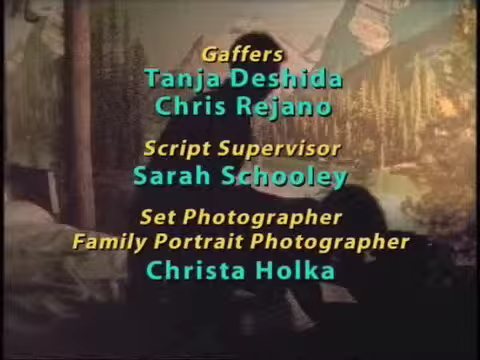 Gaffers
Tanja Deshida
Chris Rejano
Script Supervisor
Sarah Schooley
Set Photographer
Family Portrait Photographer
Christa Holka